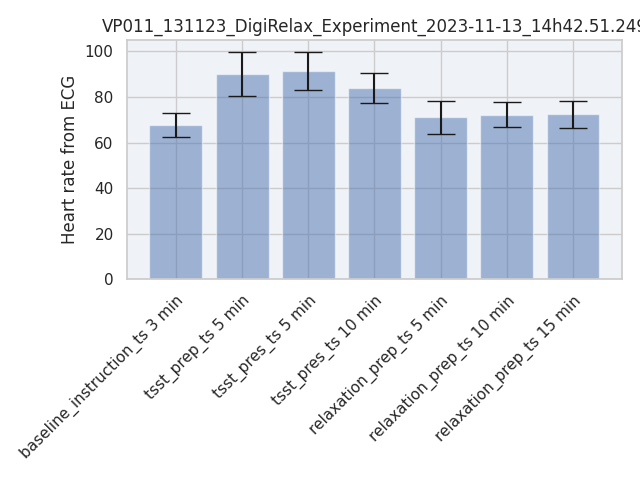 VP011_131123_DigiRelax_Experiment_2023-11-13_14h42.51.249
Heart rate from ECG
100
80
60
40
20
0
baseline_instruction_ts 3 min
tsst_prep_ts 5 min
tsst_pres_ts 5 min
tsst_pres_ts 10 min
relaxation_prep_ts 5 min
relaxation_prep_ts 10 min
relaxation_prep_ts 15 min